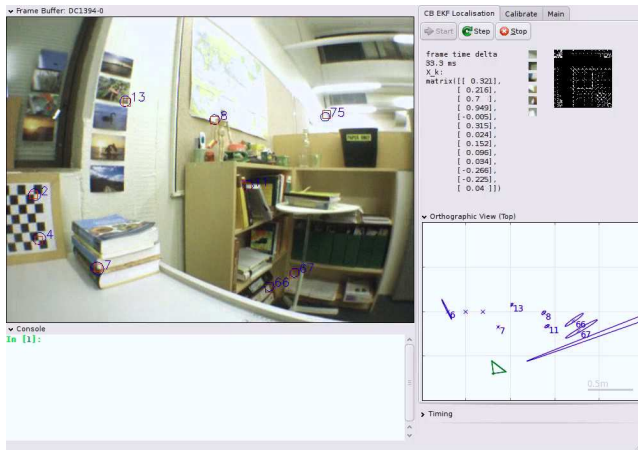 Frame Buffer: DC1394-0
13
8
75
11
4
7
67
66
Console
In [1]:
CB EKF Localisation
Calibrate
Main
Start
Step
Stop
frame time delta
33.3 ms
X_k:
matrix([[ 0.321],
[ 0.216],
[ 0.7 ],
[ 0.949],
[-0.005],
[ 0.315],
[ 0.024],
[ 0.152],
[ 0.096],
[ 0.034],
[-0.266],
[-0.225],
[ 0.04 ]])
Orthographic View (Top)
6
13
8
7
11
66
67
0.5m
Timing